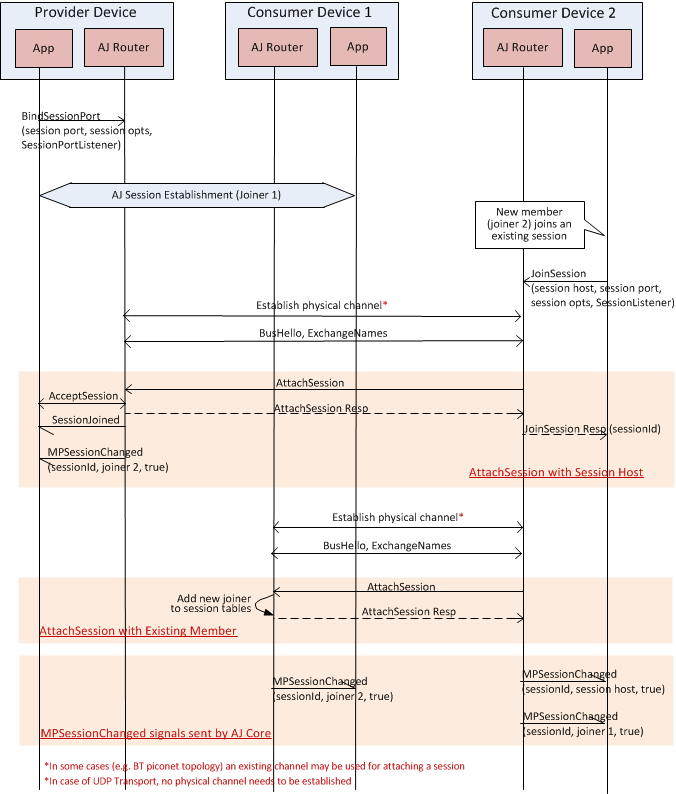 Provider Device
Consumer Device 1
Consumer Device 2
App
AJ Router
AJ Router
App
AJ Router
App
BindSessionPort
(session port, session opts,
SessionPortListener)
AJ Session Establishment (Joiner 1)
New member
(joiner 2) joins an
existing session
JoinSession
(session host, session port,
session opts, SessionListener)
Establish physical channel*
BusHello, ExchangeNames
AttachSession
AcceptSession
AttachSession Resp
SessionJoined
JoinSession Resp (sessionId)
MPSessionChanged
(sessionId, joiner 2, true)
AttachSession with Session Host
Establish physical channel*
BusHello, ExchangeNames
AttachSession
Add new joiner
to session tables
AttachSession Resp
AttachSession with Existing Member
MPSessionChanged
(sessionId, joiner 2, true)
MPSessionChanged
(sessionId, session host, true)
MPSessionChanged
(sessionId, joiner 1, true)
MPSessionChanged signals sent by AJ Core
*In some cases (e.g. BT piconet topology) an existing channel may be used for attaching a session
*In case of UDP Transport, no physical channel needs to be established